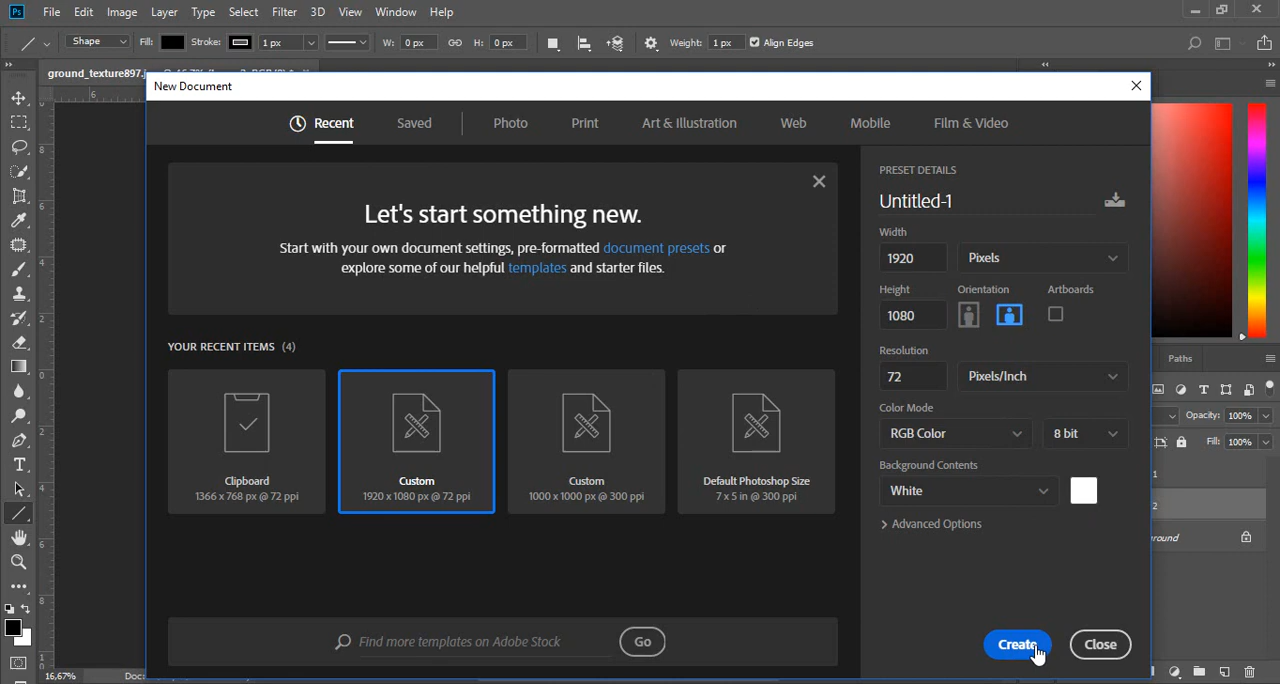 Ps File Edit Image Layer Type Select Filter 3D View Window Help
Shape Fill: Stroke: 1 px W: 0 px H: 0 px Weight: 1 px Align Edges
ground_texture897.j
New Document
Recent Saved Photo Print Art & Illustration Web Mobile Film & Video
Let's start something new.
Start with your own document settings, pre-formatted document presets or
explore some of our helpful templates and starter files.
YOUR RECENT ITEMS (4)
Clipboard
1366 x 768 px @ 72 ppi
Custom
1920 x 1080 px @ 72 ppi
Custom
1000 x 1000 px @ 300 ppi
Default Photoshop Size
7 x 5 in @ 300 ppi
Find more templates on Adobe Stock Go
PRESET DETAILS
Untitled-1
Width
1920 Pixels
Height Orientation Artboards
1080
Resolution
72 Pixels/Inch
Color Mode
RGB Color 8 bit
Background Contents
White
Advanced Options
Create Close
Paths
Opacity: 100%
Fill: 100%
1
2
round
16,67% Doc